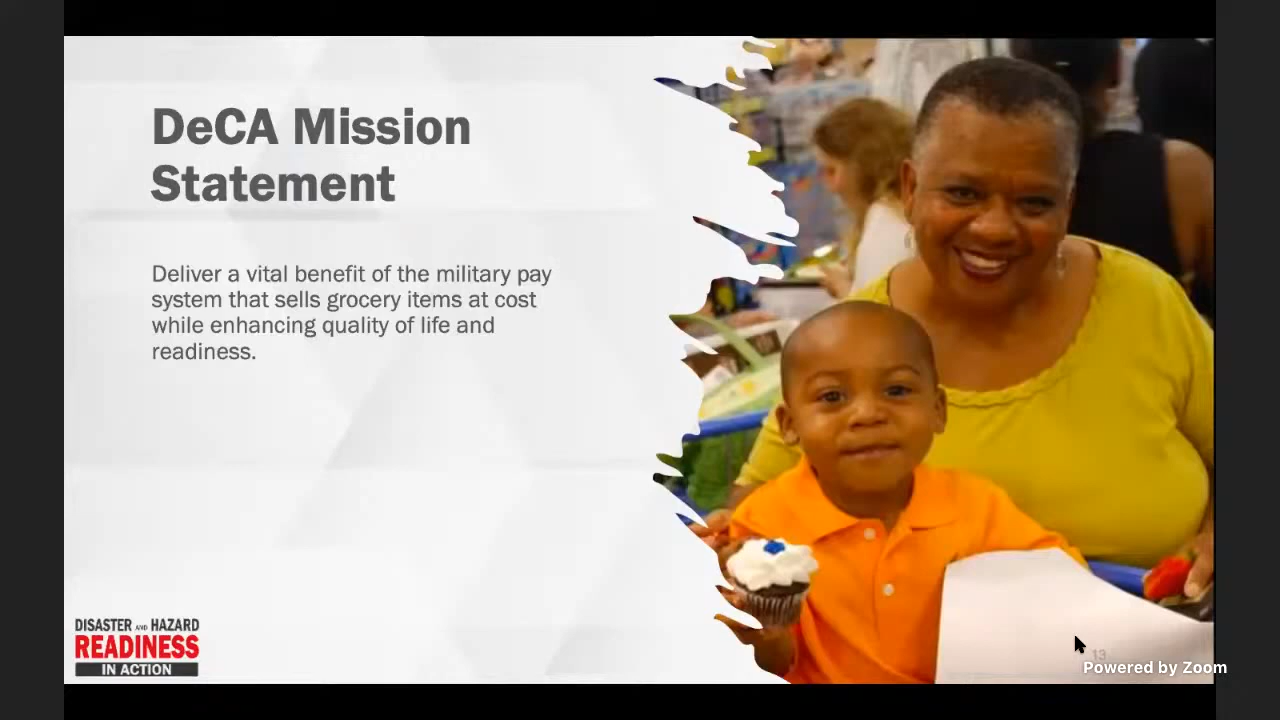 DeCA Mission
Statement
Deliver a vital benefit of the military pay
system that sells grocery items at cost
while enhancing quality of life and
readiness.
DISASTER AND HAZARD
READINESS
IN ACTION
13
Powered by Zoom